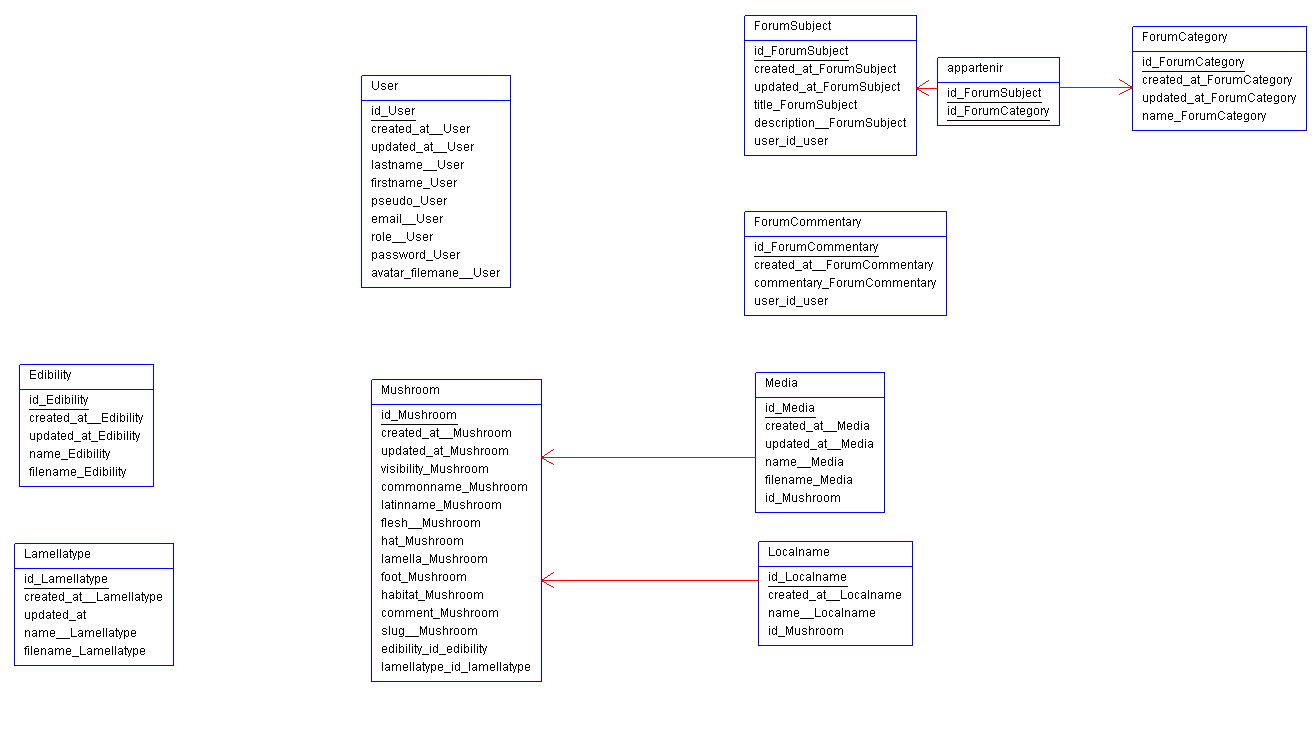 User
id_User
created_at__User
updated_at__User
lastname__User
firstname_User
pseudo_User
email__User
role__User
password_User
avatar_filemane__User
ForumSubject
id_ForumSubject
created_at_ForumSubject
updated_at_ForumSubject
title_ForumSubject
description__ForumSubject
user_id_user
appartenir
id_ForumSubject
id_ForumCategory
ForumCategory
id_ForumCategory
created_at_ForumCategory
updated_at_ForumCategory
name_ForumCategory
ForumCommentary
id_ForumCommentary
created_at__ForumCommentary
commentary_ForumCommentary
user_id_user
Edibility
id_Edibility
created_at__Edibility
updated_at_Edibility
name_Edibility
filename_Edibility
Lamellatype
id_Lamellatype
created_at__Lamellatype
updated_at
name__Lamellatype
filename_Lamellatype
Mushroom
id_Mushroom
created_at__Mushroom
updated_at_Mushroom
visibility_Mushroom
commonname_Mushroom
latinname_Mushroom
flesh__Mushroom
hat_Mushroom
lamella_Mushroom
foot_Mushroom
habitat_Mushroom
comment_Mushroom
slug__Mushroom
edibility_id_edibility
lamellatype_id_lamellatype
Media
id_Media
created_at__Media
updated_at__Media
name__Media
filename_Media
id_Mushroom
Localname
id_Localname
created_at__Localname
name__Localname
id_Mushroom